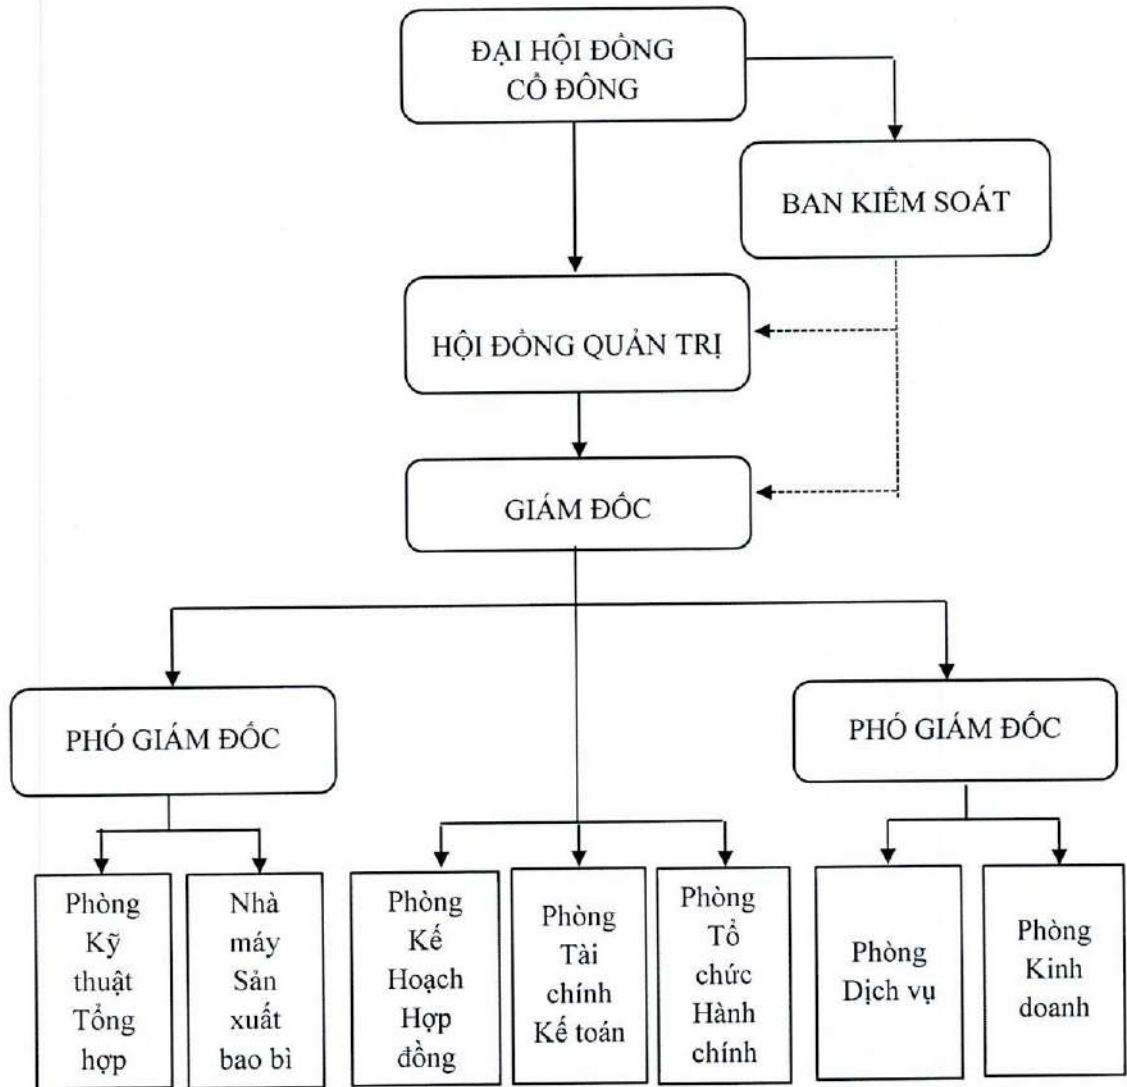 ĐẠI HỘI ĐỒNG
CỔ ĐÔNG
BAN KIỂM SOÁT
HỘI ĐỒNG QUẢN TRỊ
GIÁM ĐỐC
PHÓ GIÁM ĐỐC
PHÓ GIÁM ĐỐC
Phòng
Kỹ
thuật
Tổng
hợp
Nhà
máy
Sản
xuất
bao bì
Phòng
Kế
Hoạch
Hợp
đồng
Phòng
Tài
chính
Kế toán
Phòng
Tổ
chức
Hành
chính
Phòng
Dịch vụ
Phòng
Kinh
doanh